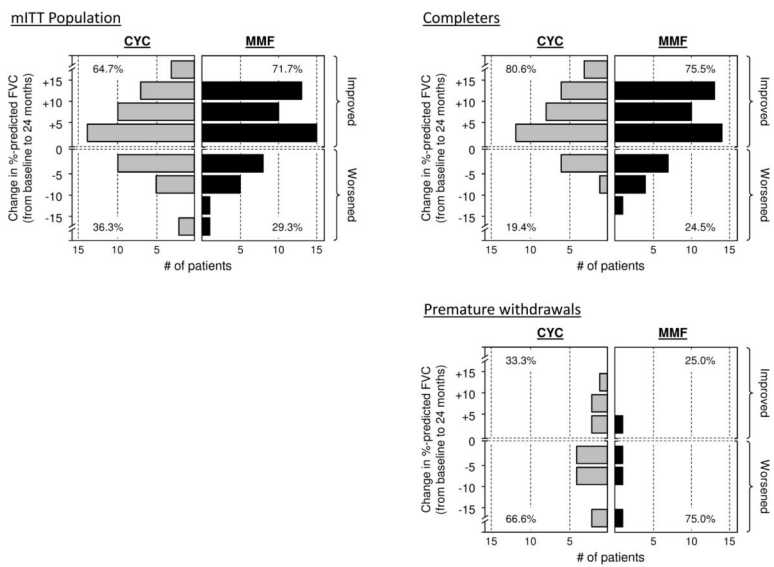 mITT Population
CYC MMF
64.7% 71.7%
+15
+10
+5
0
-5
-10
-15
36.3% 29.3%
15 10 5 5 10 15
# of patients
Change in %-predicted FVC
(from baseline to 24 months)
Improved
Worsened
Completers
CYC MMF
80.6% 75.5%
+15
+10
+5
0
-5
-10
-15
19.4% 24.5%
15 10 5 5 10 15
# of patients
Change in %-predicted FVC
(from baseline to 24 months)
Improved
Worsened
Premature withdrawals
CYC MMF
33.3% 25.0%
+15
+10
+5
0
-5
-10
-15
66.6% 75.0%
15 10 5 5 10 15
# of patients
Change in %-predicted FVC
(from baseline to 24 months)
Improved
Worsened